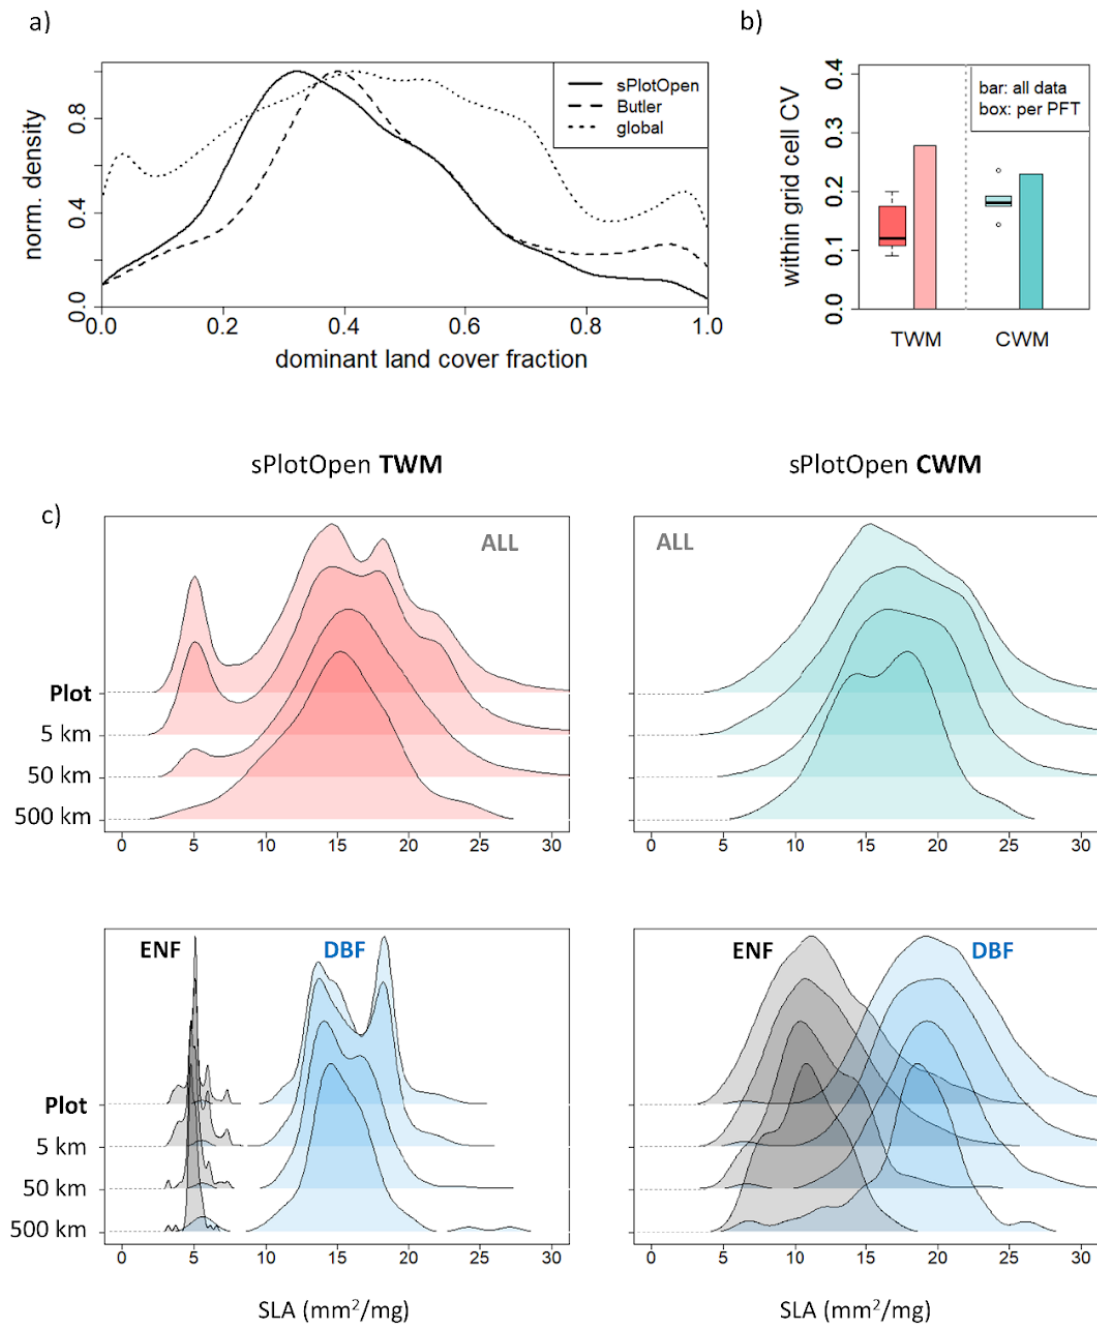 a)
norm. density
0.0 0.4 0.8
sPlotOpen
Butler
global
0.0 0.2 0.4 0.6 0.8 1.0
dominant land cover fraction
b)
within grid cell CV
0.0 0.1 0.2 0.3 0.4
bar: all data
box: per PFT
TWM CWM
sPlotOpen TWM
sPlotOpen CWM
c)
ALL
ALL
Plot
5 km
50 km
500 km
0 5 10 15 20 25 30
0 5 10 15 20 25 30
ENF DBF
ENF DBF
Plot
5 km
50 km
500 km
0 5 10 15 20 25 30
0 5 10 15 20 25 30
SLA (mm²/mg)
SLA (mm²/mg)